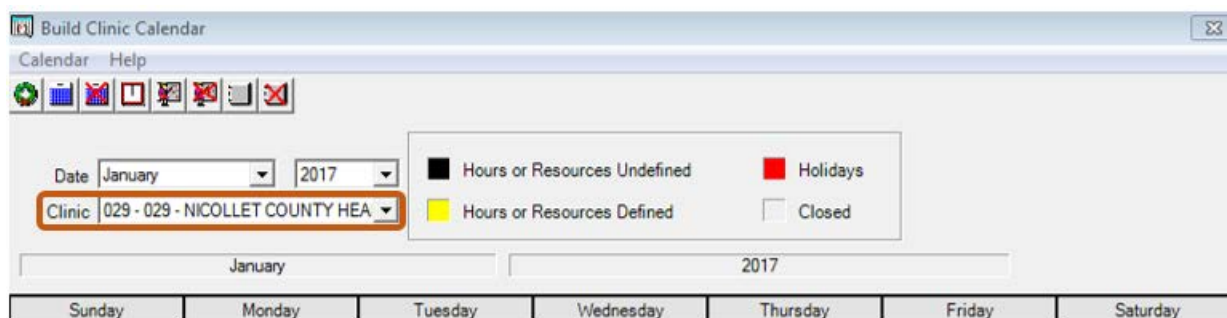 Build Clinic Calendar
Calendar Help
Date January 2017
Hours or Resources Undefined Holidays
Clinic 029 - 029 - NICOLLET COUNTY HEA
Hours or Resources Defined Closed
January 2017
Sunday Monday Tuesday Wednesday Thursday Friday Saturday